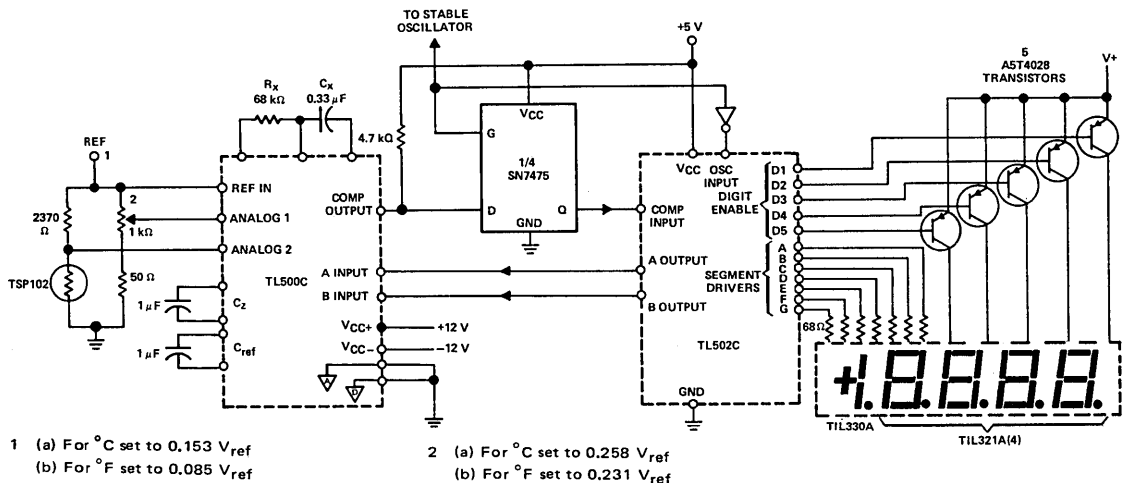 TO STABLE
OSCILLATOR
+5 V
5
A5T4028
TRANSISTORS
V+
RX
68 kΩ
CX
0.33 μF
4.7 kΩ
VCC
G
1/4
SN7475
D
Q
GND
REF
1
2370
Ω
2
1 kΩ
50 Ω
TSP102
1 μF
CZ
1 μF
Cref
REF IN
ANALOG 1
ANALOG 2
TL500C
COMP
OUTPUT
A INPUT
B INPUT
VCC+
+12 V
VCC−
−12 V
A
D
VCC
OSC
INPUT
COMP
INPUT
DIGIT
ENABLE
D1
D2
D3
D4
D5
A OUTPUT
B OUTPUT
SEGMENT
DRIVERS
A
B
C
D
E
F
G
TL502C
GND
68 Ω
+1.8.8.8.8.
TIL330A
TIL321A(4)
1 (a) For °C set to 0.153 Vref
(b) For °F set to 0.085 Vref
2 (a) For °C set to 0.258 Vref
(b) For °F set to 0.231 Vref